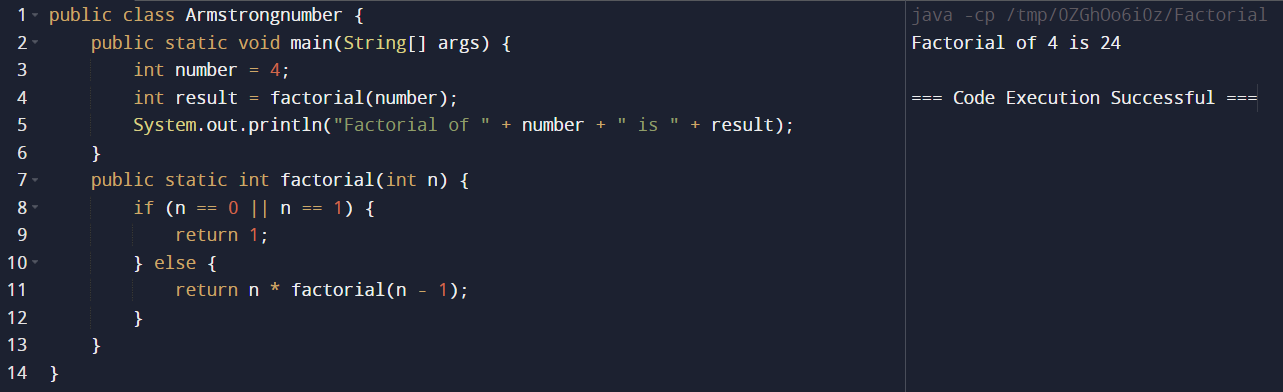 1 public class Armstrongnumber {
2     public static void main(String[] args) {
3         int number = 4;
4         int result = factorial(number);
5         System.out.println("Factorial of " + number + " is " + result);
6     }
7     public static int factorial(int n) {
8         if (n == 0 || n == 1) {
9             return 1;
10         } else {
11             return n * factorial(n - 1);
12         }
13     }
14 }
java -cp /tmp/0ZGhOo6i0z/Factorial
Factorial of 4 is 24
=== Code Execution Successful ===